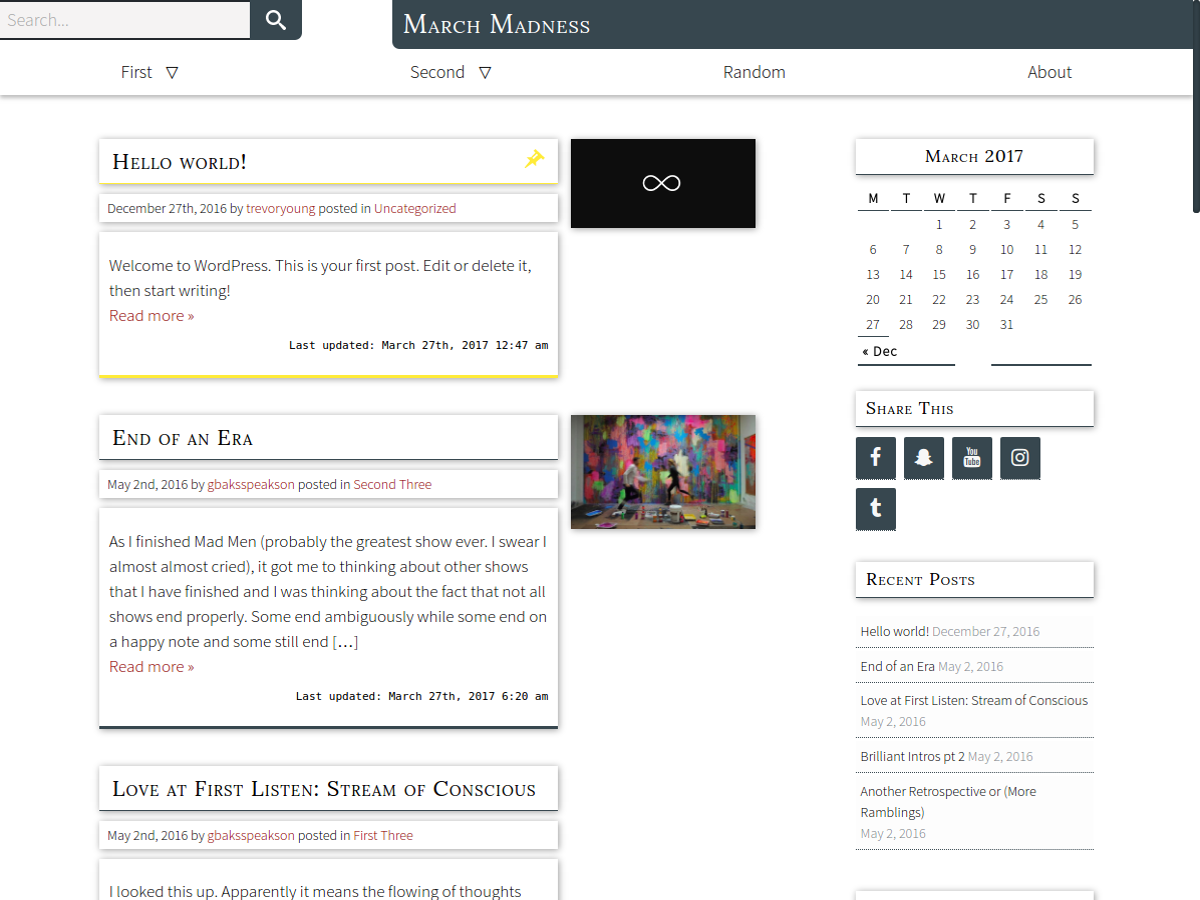 Search...
March Madness
First ▽
Second ▽
Random
About
Hello world!
December 27th, 2016 by trevoryoung posted in Uncategorized
Welcome to WordPress. This is your first post. Edit or delete it,
then start writing!
Read more »
Last updated: March 27th, 2017 12:47 am
End of an Era
May 2nd, 2016 by gbaksspeakson posted in Second Three
As I finished Mad Men (probably the greatest show ever. I swear I
almost almost cried), it got me to thinking about other shows
that I have finished and I was thinking about the fact that not all
shows end properly. Some end ambiguously while some end on
a happy note and some still end […]
Read more »
Last updated: March 27th, 2017 6:20 am
Love at First Listen: Stream of Conscious
May 2nd, 2016 by gbaksspeakson posted in First Three
I looked this up. Apparently it means the flowing of thoughts
March 2017
M T W T F S S
1 2 3 4 5
6 7 8 9 10 11 12
13 14 15 16 17 18 19
20 21 22 23 24 25 26
27 28 29 30 31
« Dec
Share This
You
Tube
Recent Posts
Hello world! December 27, 2016
End of an Era May 2, 2016
Love at First Listen: Stream of Conscious
May 2, 2016
Brilliant Intros pt 2 May 2, 2016
Another Retrospective or (More
Ramblings)
May 2, 2016